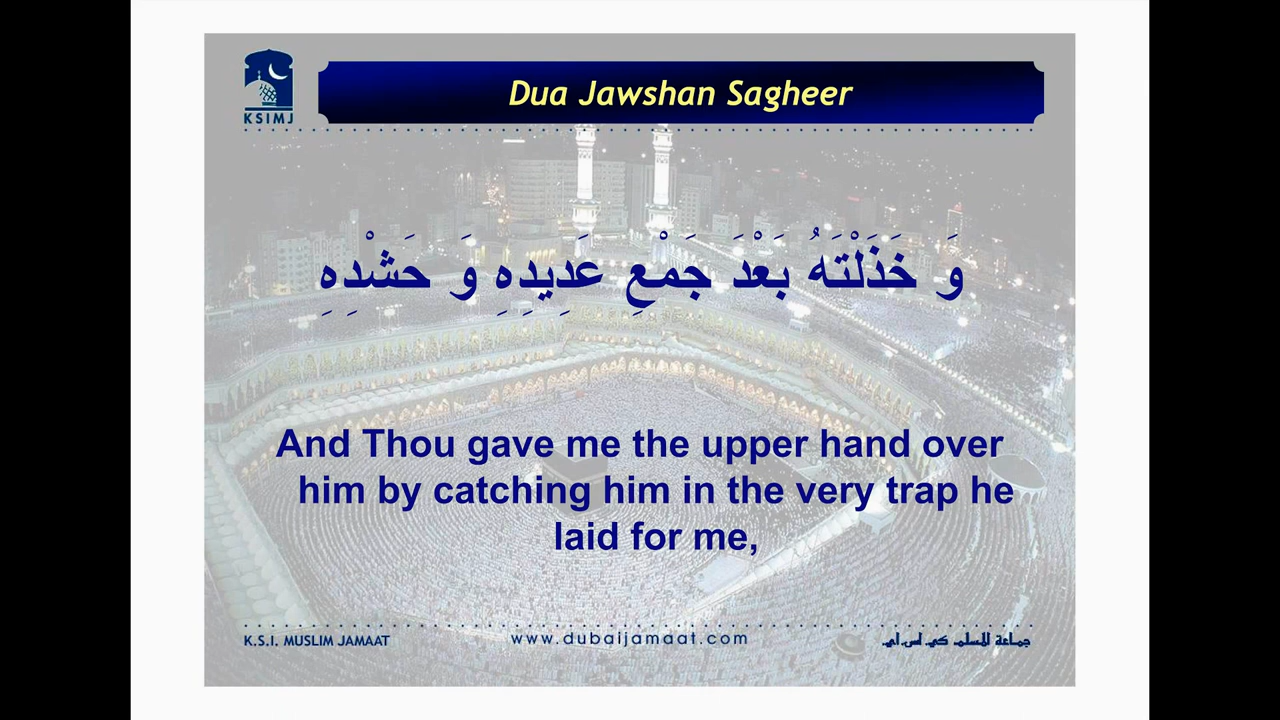 Dua Jawshan Sagheer
KSIMJ
وَ خَذَلْتَهُ بَعْدَ جَمْعِ عَدِيدِهِ وَ حَشْدِهِ
And Thou gave me the upper hand over
him by catching him in the very trap he
laid for me,
K.S.I. MUSLIM JAMAAT
www.dubaijamaat.com